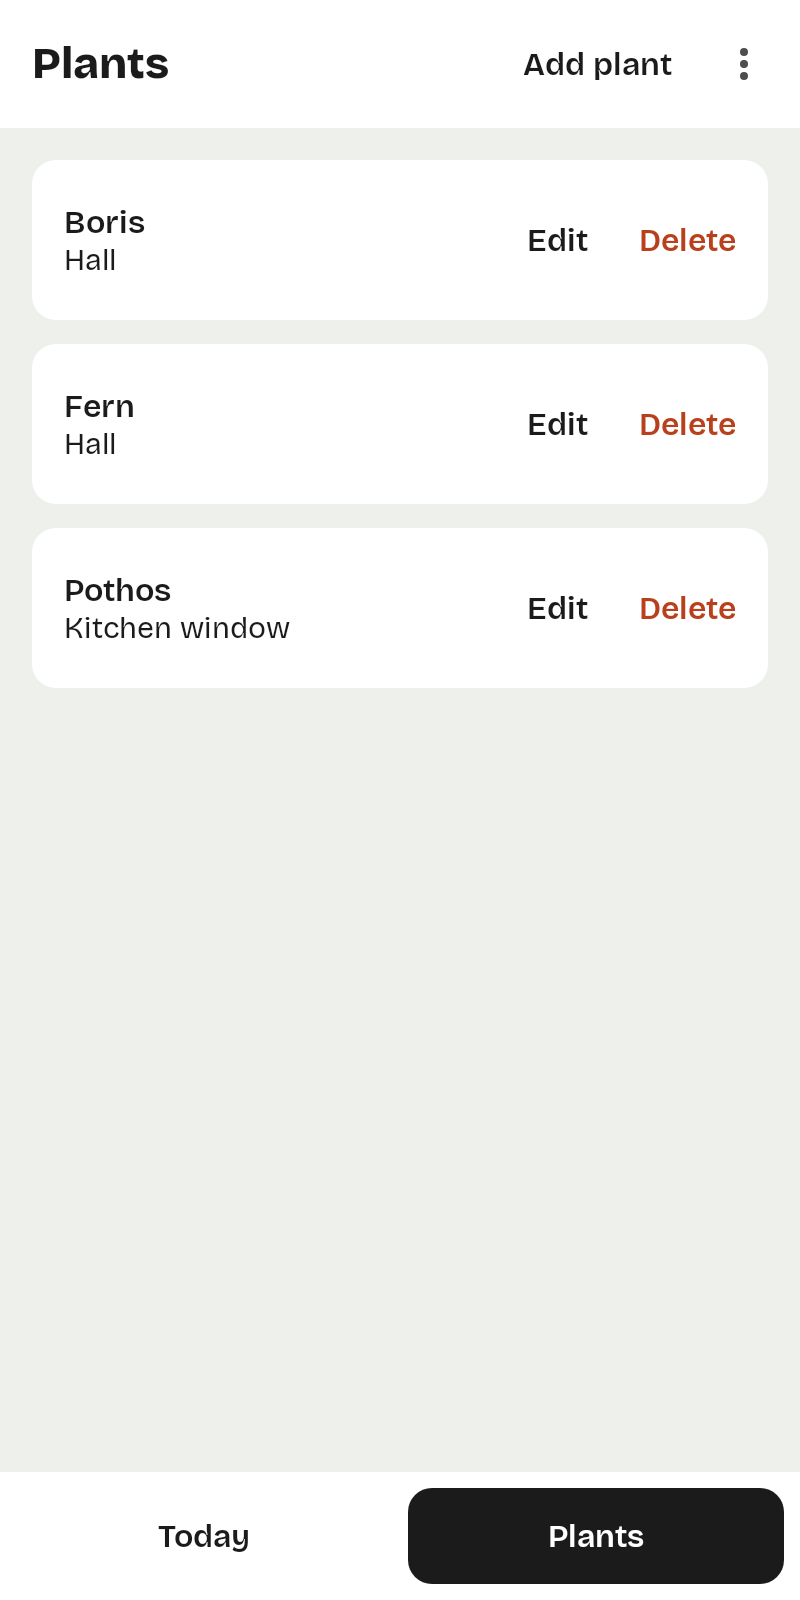 Plants
Add plant
Boris
Hall
Edit
Delete
Fern
Hall
Edit
Delete
Pothos
Kitchen window
Edit
Delete
Today
Plants